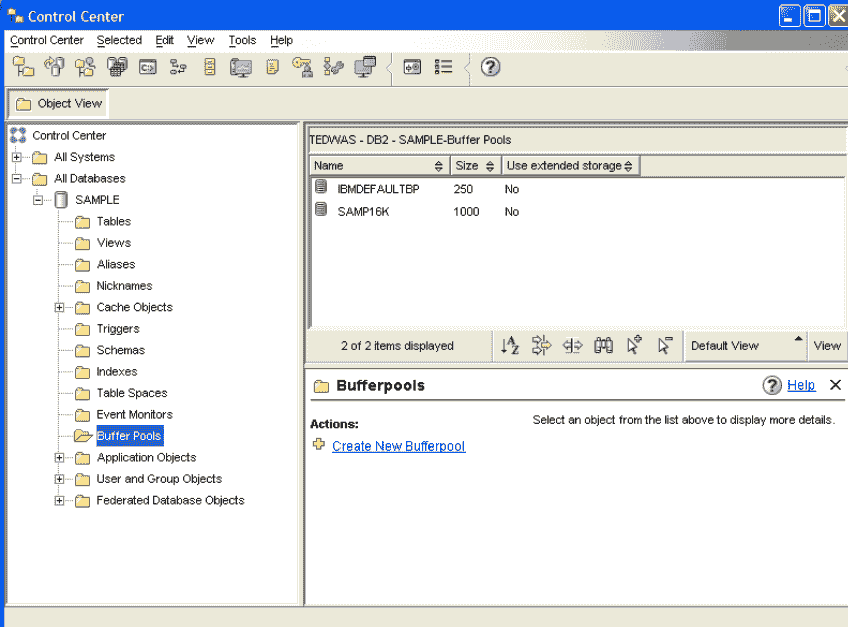 Control Center
Control Center Selected Edit View Tools Help
Object View
Control Center
All Systems
All Databases
SAMPLE
Tables
Views
Aliases
Nicknames
Cache Objects
Triggers
Schemas
Indexes
Table Spaces
Event Monitors
Buffer Pools
Application Objects
User and Group Objects
Federated Database Objects
TEDWAS - DB2 - SAMPLE-Buffer Pools
Name Size Use extended storage
IBMDEFAULTBP 250 No
SAMP16K 1000 No
2 of 2 items displayed Default View View
Bufferpools Help
Actions: Select an object from the list above to display more details.
Create New Bufferpool